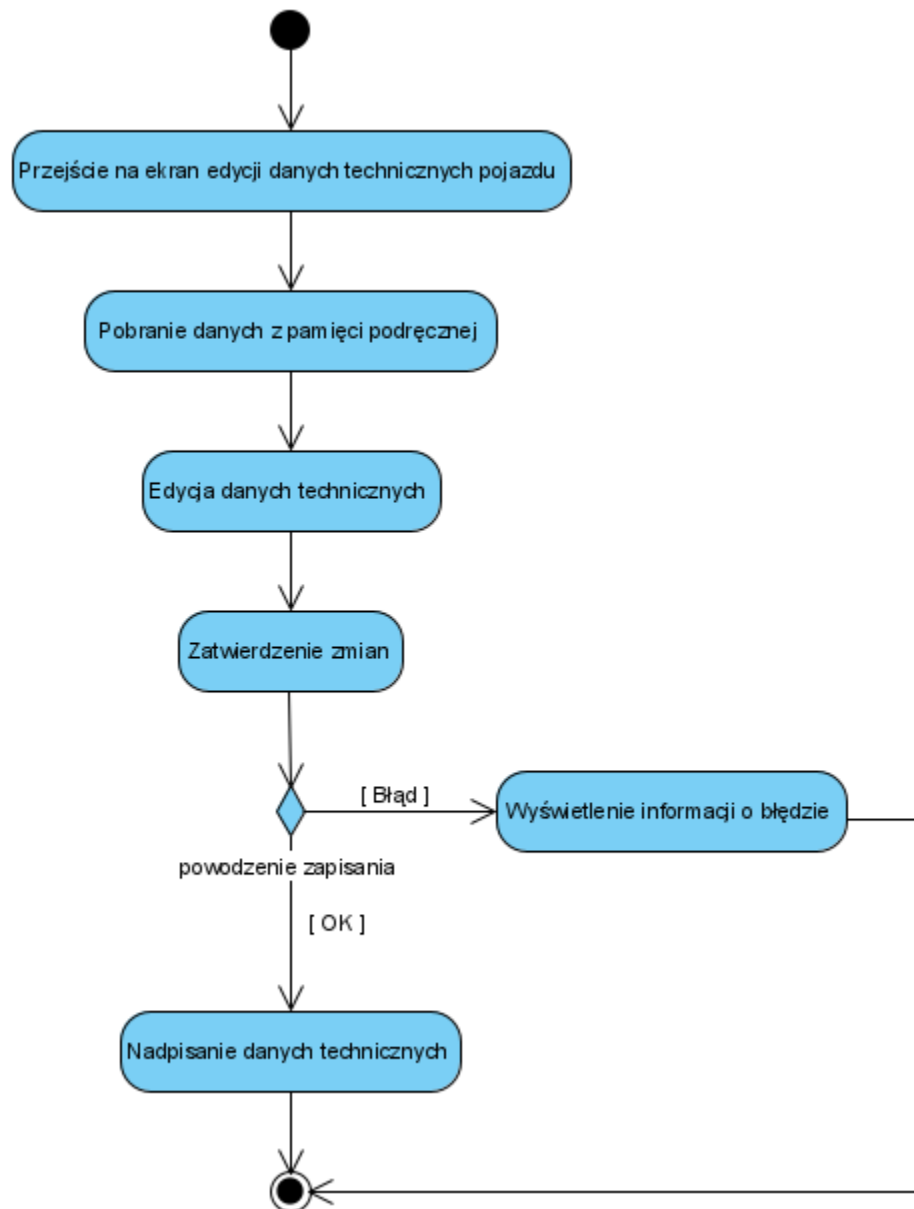 Przejście na ekran edycji danych technicznych pojazdu
Pobranie danych z pamięci podręcznej
Edycja danych technicznych
Zatwierdzenie zmian
[ Błąd ]
Wyświetlenie informacji o błędzie
powodzenie zapisania
[ OK ]
Nadpisanie danych technicznych